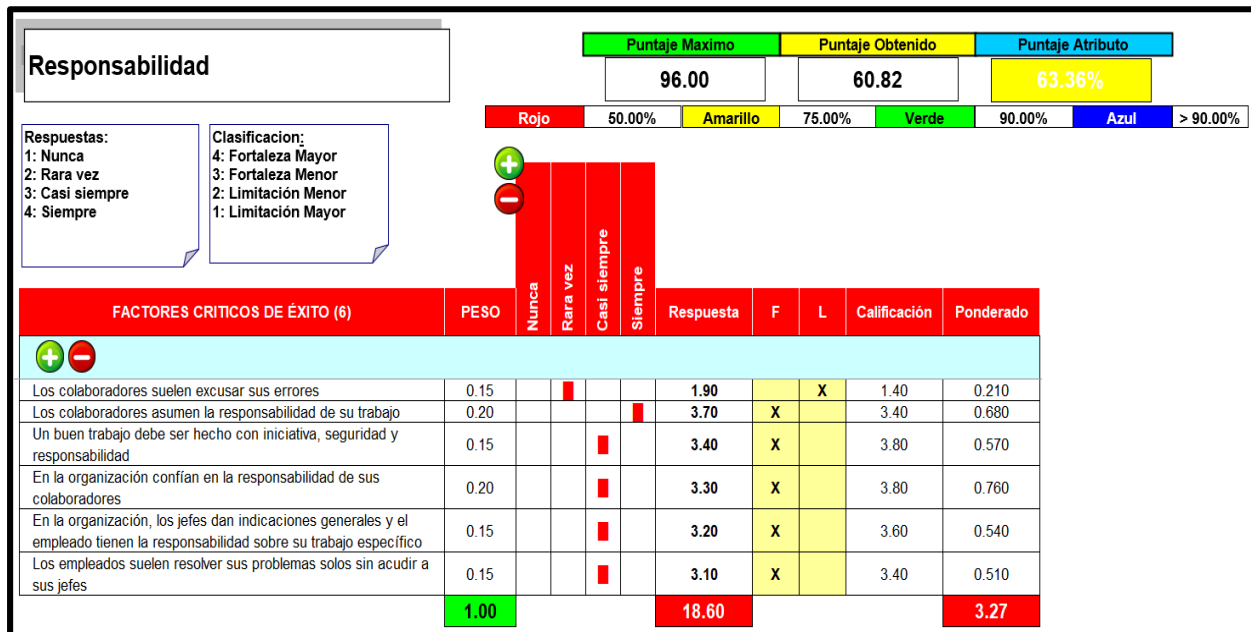 Responsabilidad
Puntaje Maximo Puntaje Obtenido Puntaje Atributo
96.00 60.82 63.36%
Rojo 50.00% Amarillo 75.00% Verde 90.00% Azul > 90.00%
Respuestas:
1: Nunca
2: Rara vez
3: Casi siempre
4: Siempre
Clasificacion:
4: Fortaleza Mayor
3: Fortaleza Menor
2: Limitación Menor
1: Limitación Mayor
FACTORES CRITICOS DE ÉXITO (6) PESO Nunca Rara vez Casi siempre Siempre Respuesta F L Calificación Ponderado
Los colaboradores suelen excusar sus errores 0.15 1.90 X 1.40 0.210
Los colaboradores asumen la responsabilidad de su trabajo 0.20 3.70 X 3.40 0.680
Un buen trabajo debe ser hecho con iniciativa, seguridad y
responsabilidad 0.15 3.40 X 3.80 0.570
En la organización confían en la responsabilidad de sus
colaboradores 0.20 3.30 X 3.80 0.760
En la organización, los jefes dan indicaciones generales y el
empleado tienen la responsabilidad sobre su trabajo específico 0.15 3.20 X 3.60 0.540
Los empleados suelen resolver sus problemas solos sin acudir a
sus jefes 0.15 3.10 X 3.40 0.510
1.00 18.60 3.27